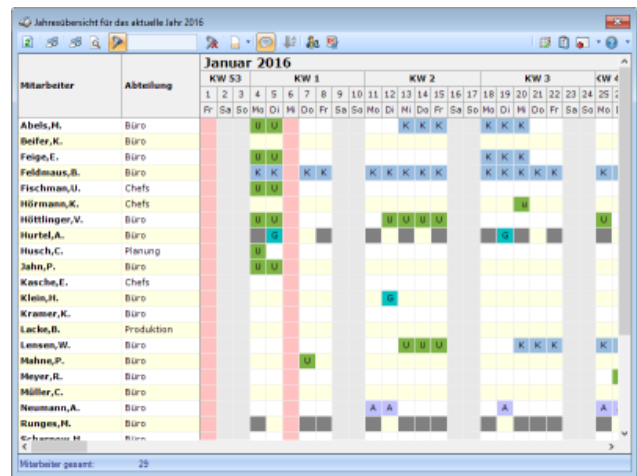 Jahresübersicht für das aktuelle Jahr 2016
Januar 2016
Mitarbeiter Abteilung KW 53 KW 1 KW 2 KW 3 KW 4
1 2 3 4 5 6 7 8 9 10 11 12 13 14 15 16 17 18 19 20 21 22 23 24 25
Fr Sa So Mo Di Mi Do Fr Sa So Mo Di Mi Do Fr Sa So Mo Di Mi Do Fr Sa So Mo
Abels,H. Büro U U K K K K K K
Beifer,K. Büro
Feige,E. Büro U U K K K
Feldmaus,B. Büro K K K K K K K K K K K K K K
Fischman,U. Chefs U U
Hörmann,K. Chefs u
Höttlinger,V. Büro U U U U U U U
Hurtel,A. Büro G G
Husch,C. Planung U
Jahn,P. Büro U U
Kasche,E. Chefs
Klein,H. Büro G
Kramer,K. Büro
Lacke,B. Produktion
Lensen,W. Büro U U U K K K K
Mahne,P. Büro U
Meyer,R. Büro
Müller,C. Büro
Neumann,A. Büro A A A A
Runges,M. Büro
Scharnow,H. Büro
Mitarbeiter gesamt: 29